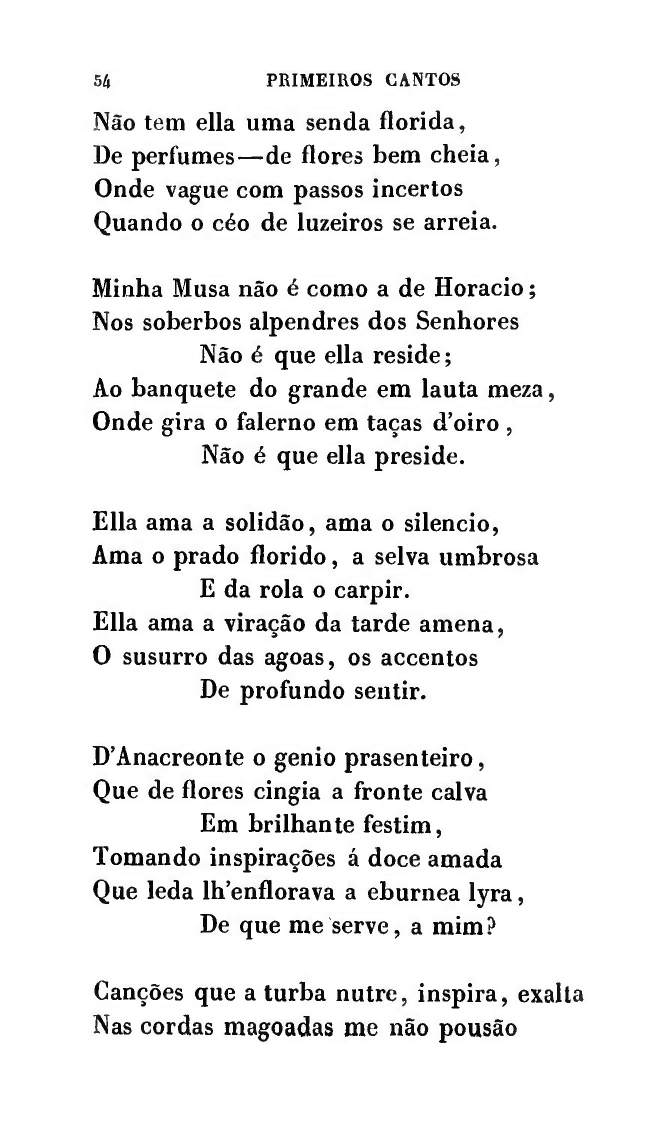 54 PRIMEIROS CANTOS
Não tem ella uma senda florida,
De perfumes—de flores bem cheia,
Onde vague com passos incertos
Quando o céo de luzeiros se arreia.
Minha Musa não é como a de Horacio;
Nos soberbos alpendres dos Senhores
Não é que ella reside;
Ao banquete do grande em lauta meza,
Onde gira o falerno em taças d'oiro,
Não é que ella preside.
Ella ama a solidão, ama o silencio,
Ama o prado florido, a selva umbrosa
E da rola o carpir.
Ella ama a viração da tarde amena,
O susurro das agoas, os accentos
De profundo sentir.
D'Anacreonte o genio prasenteiro,
Que de flores cingia a fronte calva
Em brilhante festim,
Tomando inspirações á doce amada
Que leda lh'enflorava a eburnea lyra,
De que me serve, a mim?
Canções que a turba nutre, inspira, exalta
Nas cordas magoadas me não pousão